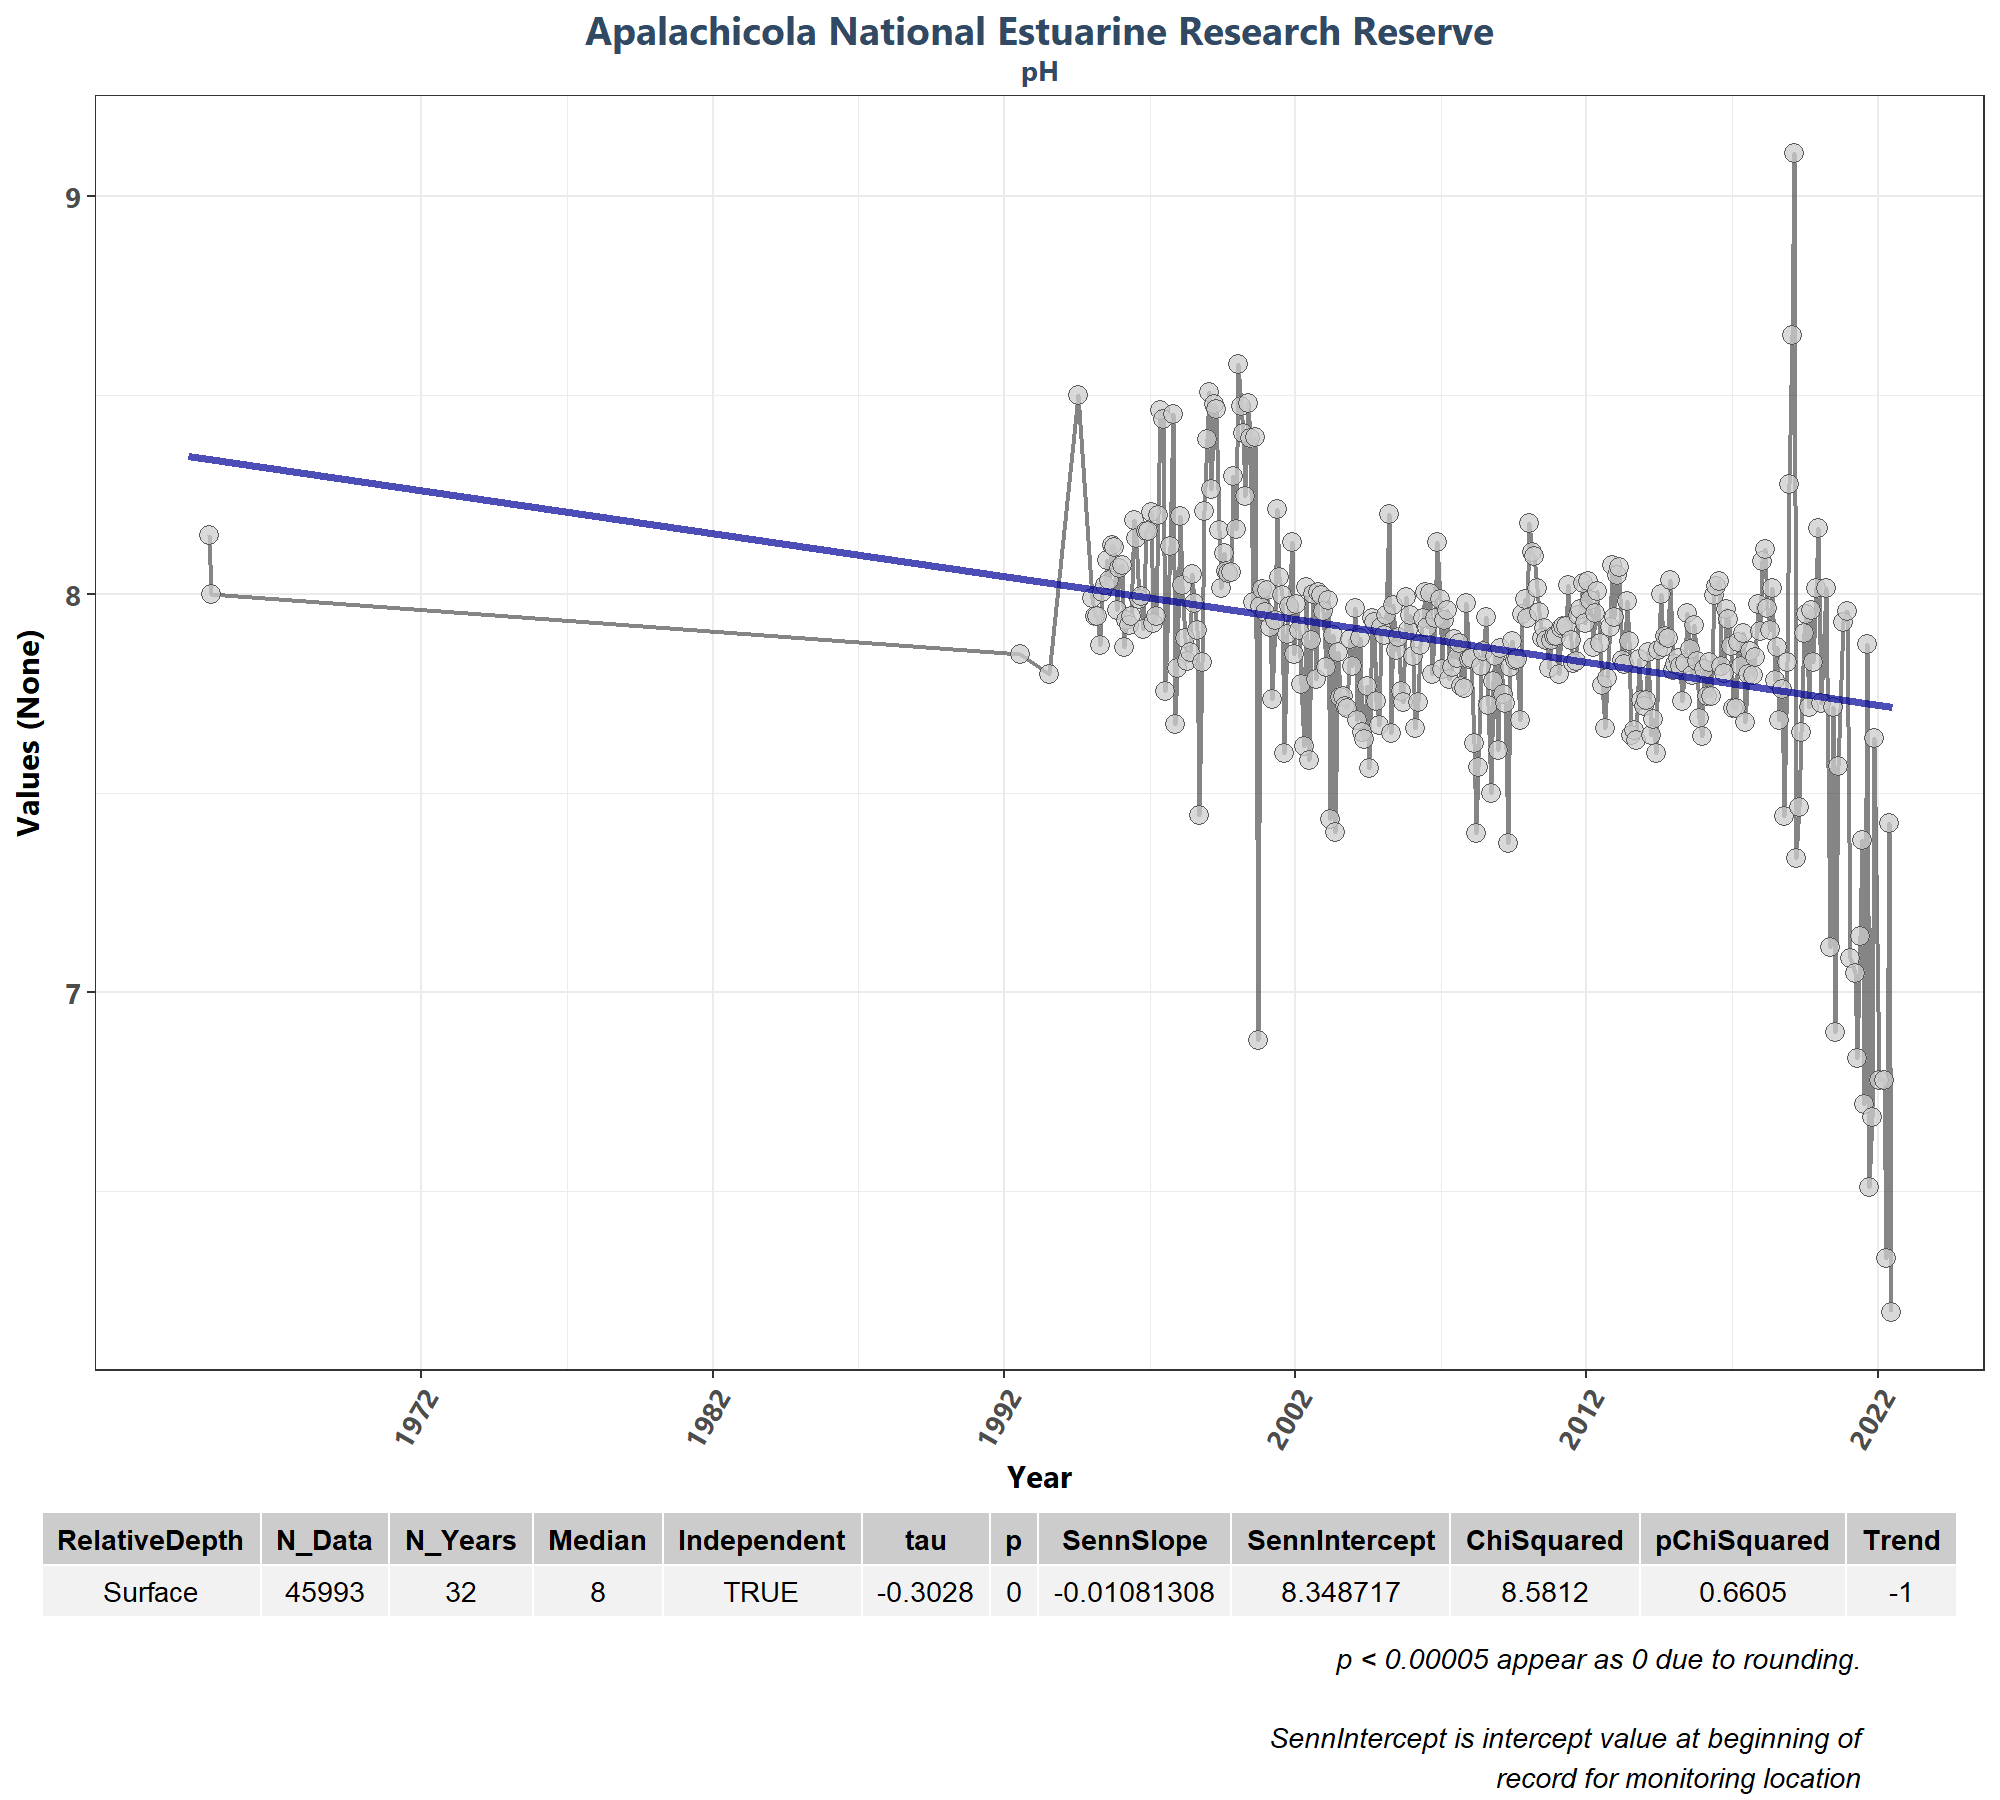 Apalachicola National Estuarine Research Reserve
pH
Values (None)
9
8
7
1972 1982 1992 2002 2012 2022
Year
RelativeDepth N_Data N_Years Median Independent tau p SennSlope SennIntercept ChiSquared pChiSquared Trend
Surface 45993 32 8 TRUE -0.3028 0 -0.01081308 8.348717 8.5812 0.6605 -1
p < 0.00005 appear as 0 due to rounding.
SennIntercept is intercept value at beginning of
record for monitoring location